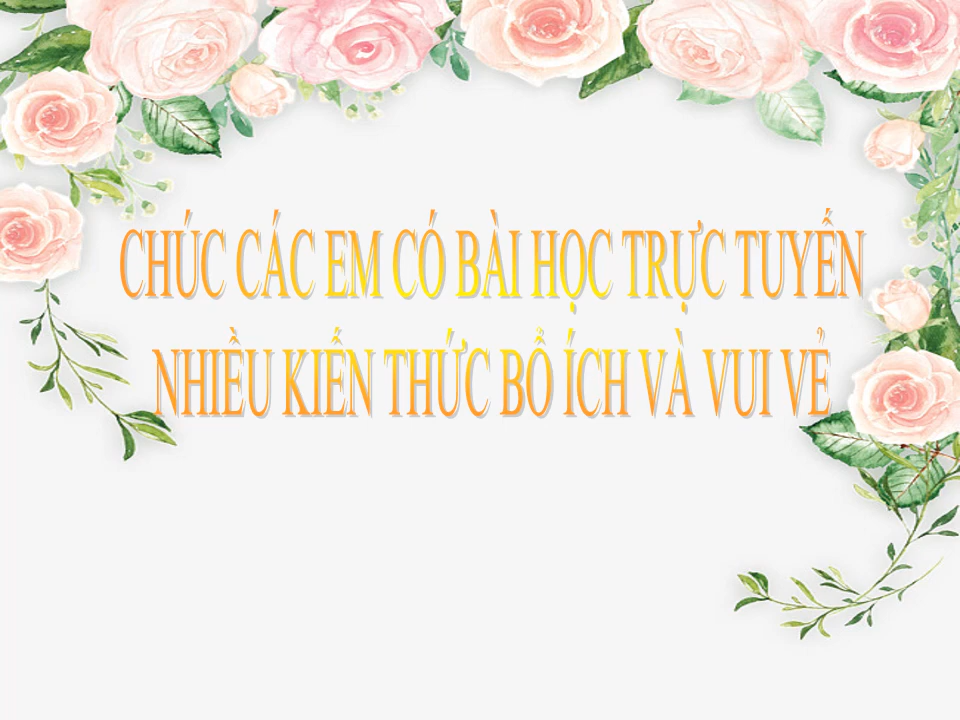 CHÚC CÁC EM CÓ BÀI HỌC TRỰC TUYẾN
NHIỀU KIẾN THỨC BỔ ÍCH VÀ VUI VẺ